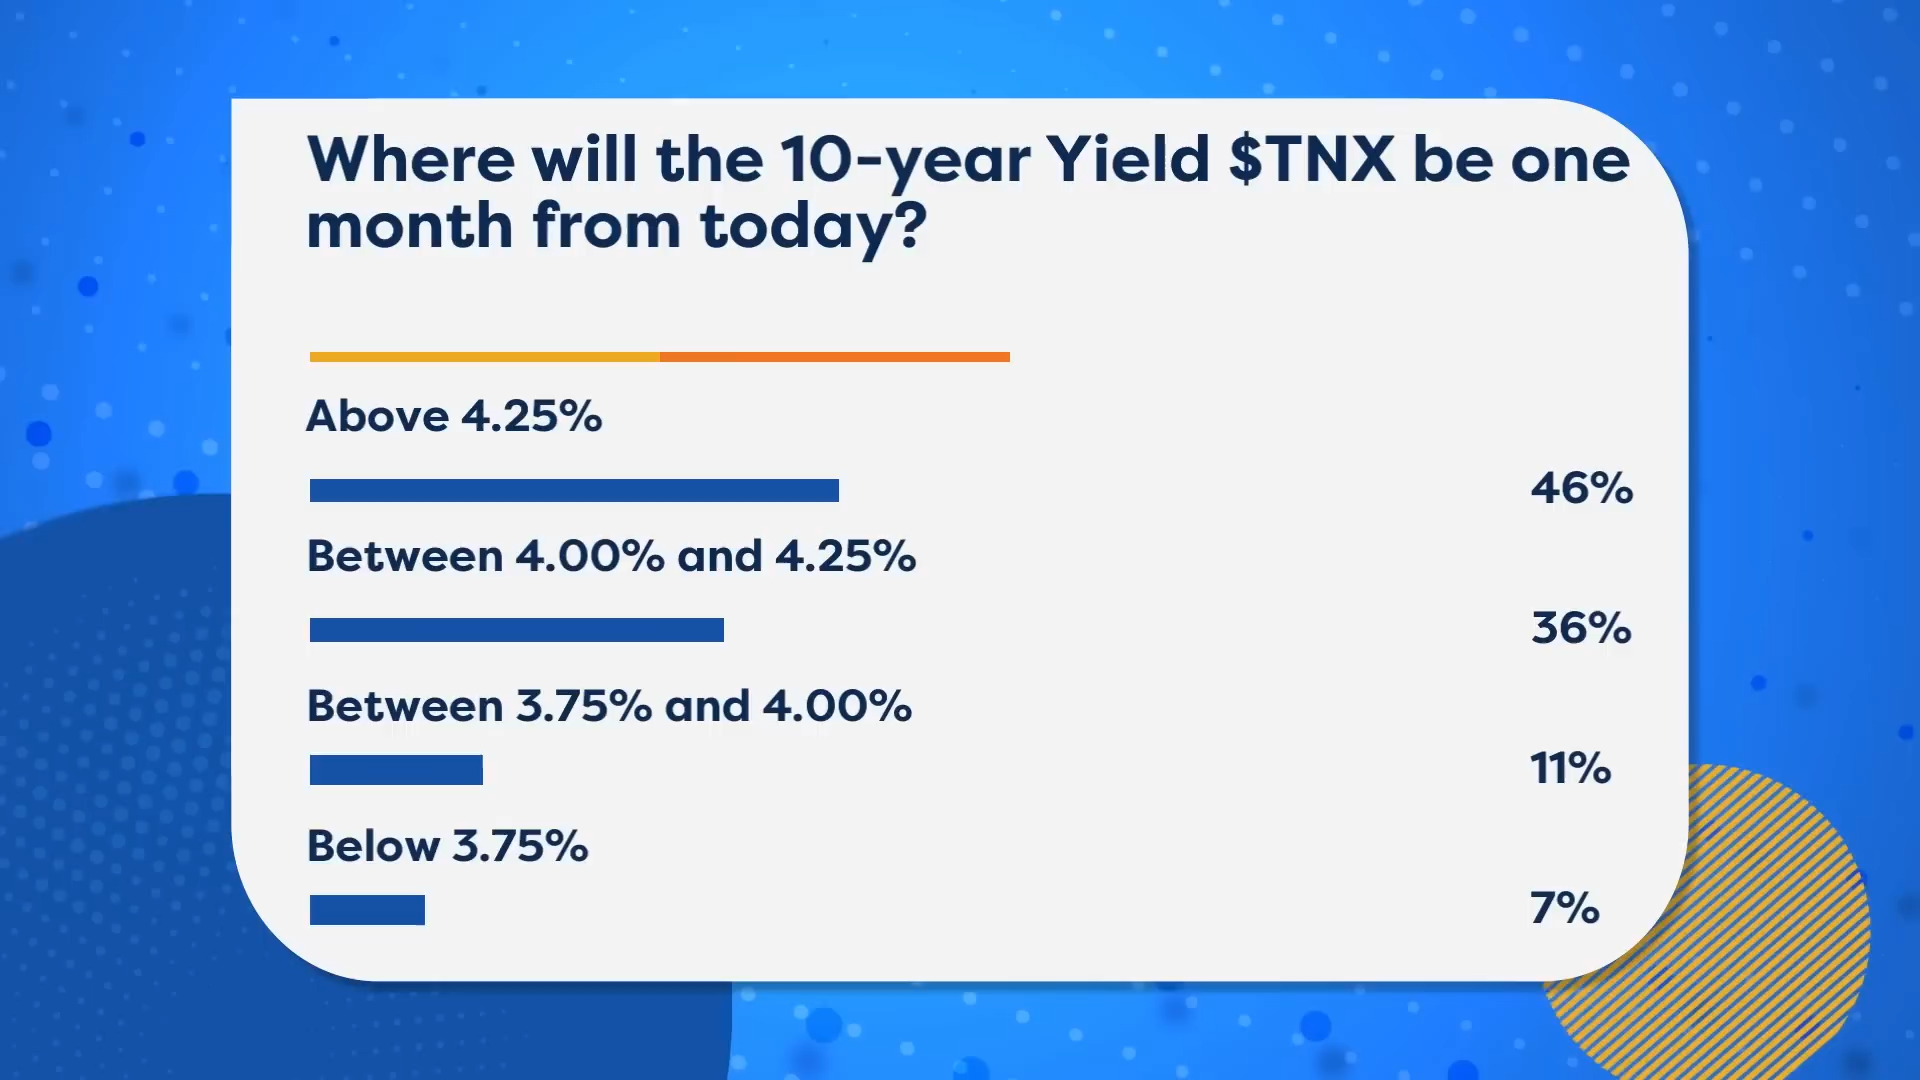 Where will the 10-year Yield $TNX be one
month from today?
Above 4.25%
46%
Between 4.00% and 4.25%
36%
Between 3.75% and 4.00%
11%
Below 3.75%
7%